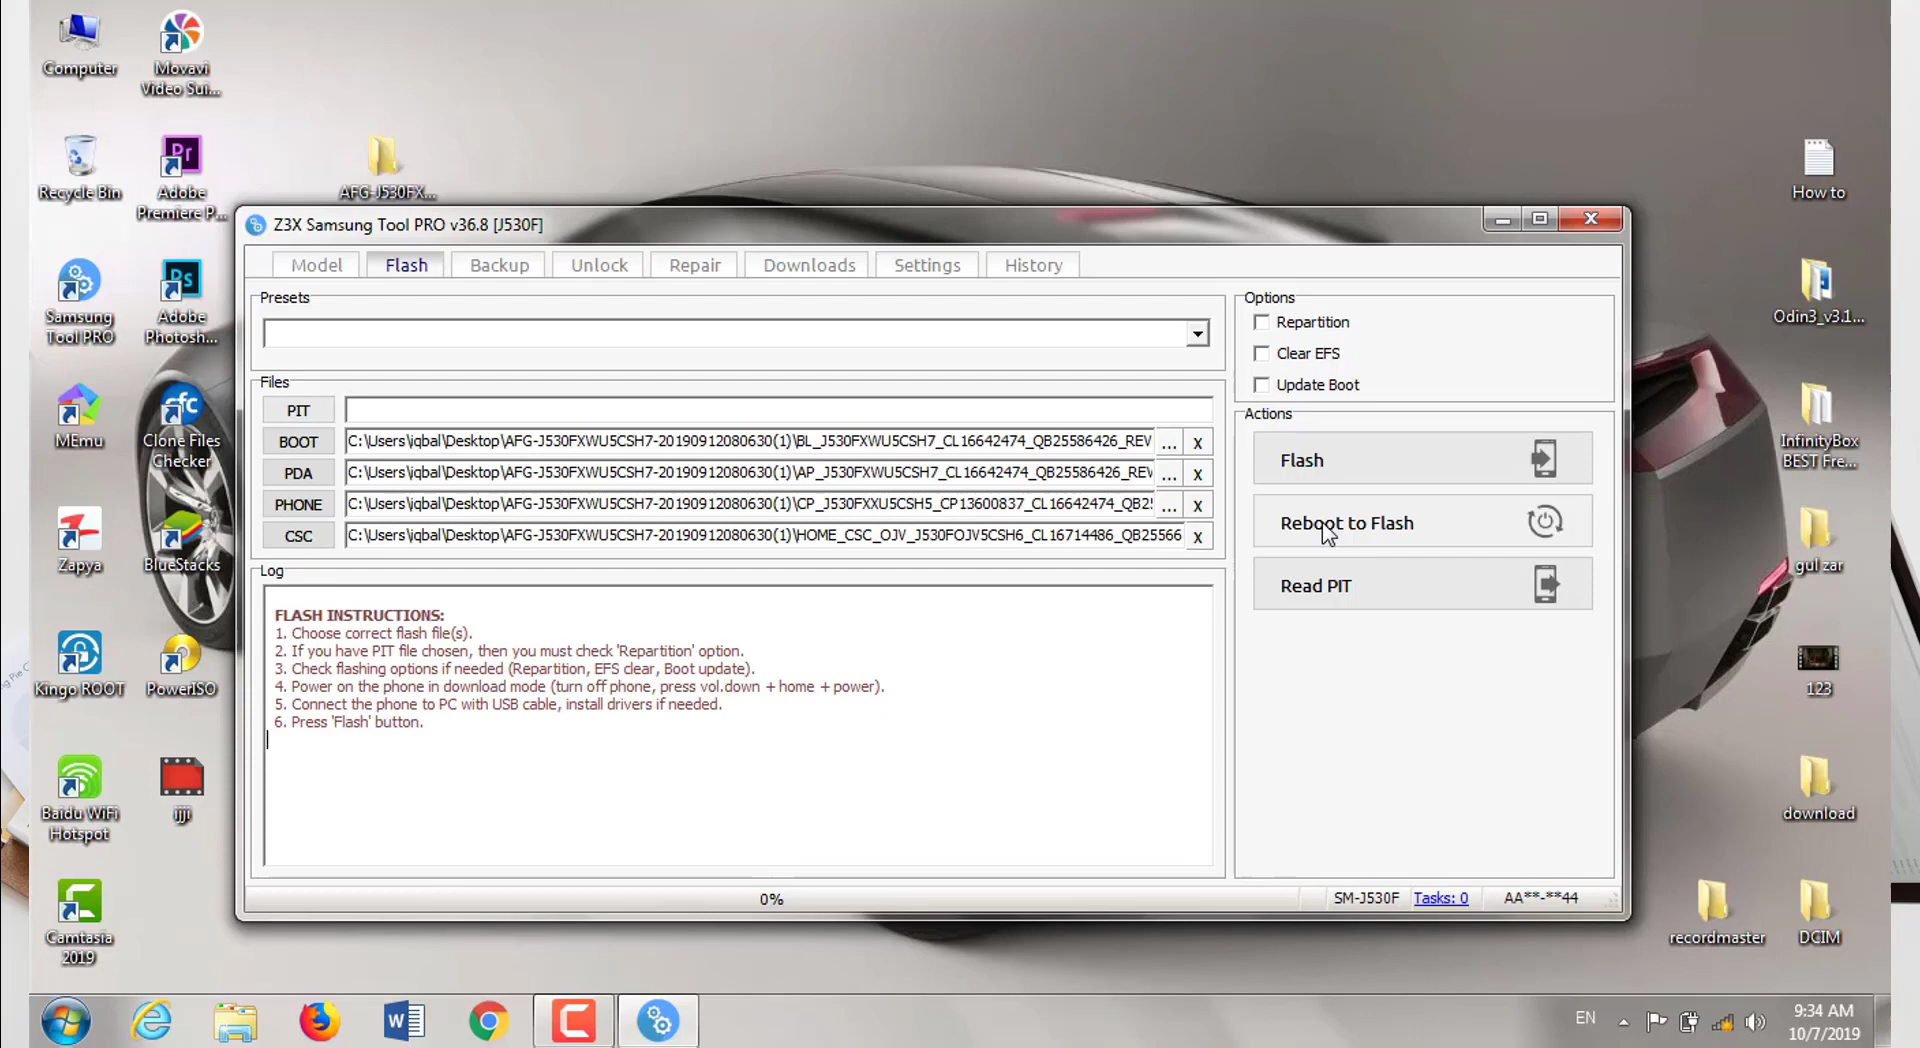 Computer
Movavi
Video Sui...
Recycle Bin
Adobe
Premiere P...
AFG-J530FX...
How to
Samsung
Tool PRO
Adobe
Photosh...
Odin3_v3.1...
MEmu
Clone Files
Checker
InfinityBox
BEST Fre...
Zapya
BlueStacks
gul zar
Kingo ROOT
PowerISO
123
Baidu WiFi
Hotspot
jiji
download
Camtasia
2019
recordmaster
DCIM
Z3X Samsung Tool PRO v36.8 [J530F]
Model Flash Backup Unlock Repair Downloads Settings History
Presets
Options
Repartition
Clear EFS
Update Boot
Files
PIT
BOOT C:\Users\iqbal\Desktop\AFG-J530FXWU5CSH7-20190912080630(1)\BL_J530FXWU5CSH7_CL16642474_QB25586426_REV ... x
PDA C:\Users\iqbal\Desktop\AFG-J530FXWU5CSH7-20190912080630(1)\AP_J530FXWU5CSH7_CL16642474_QB25586426_REV ... x
PHONE C:\Users\iqbal\Desktop\AFG-J530FXWU5CSH7-20190912080630(1)\CP_J530FXXU5CSH5_CP13600837_CL16642474_QB2! ... x
CSC C:\Users\iqbal\Desktop\AFG-J530FXWU5CSH7-20190912080630(1)\HOME_CSC_OJV_J530FOJV5CSH6_CL16714486_QB25566 x
Actions
Flash
Reboot to Flash
Read PIT
Log
FLASH INSTRUCTIONS:
1. Choose correct flash file(s).
2. If you have PIT file chosen, then you must check 'Repartition' option.
3. Check flashing options if needed (Repartition, EFS clear, Boot update).
4. Power on the phone in download mode (turn off phone, press vol.down + home + power).
5. Connect the phone to PC with USB cable, install drivers if needed.
6. Press 'Flash' button.
0%
SM-J530F Tasks: 0 AA**-**44
EN
9:34 AM
10/7/2019